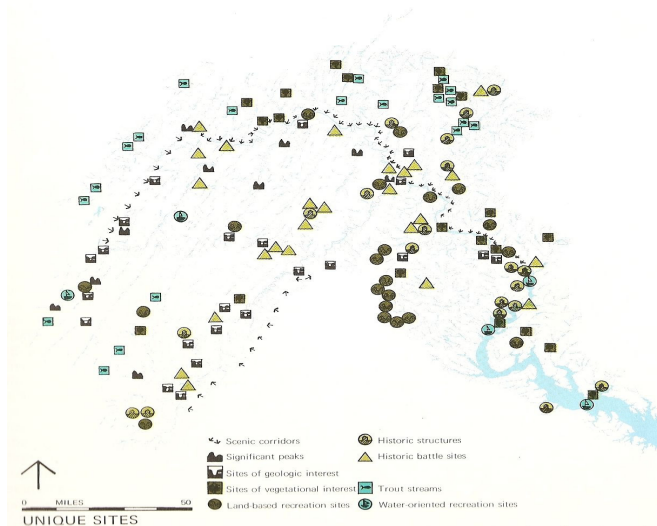 Scenic corridors
Significant peaks
Sites of geologic interest
Sites of vegetational interest
Land-based recreation sites
Historic structures
Historic battle sites
Trout streams
Water-oriented recreation sites
0 MILES 50
UNIQUE SITES